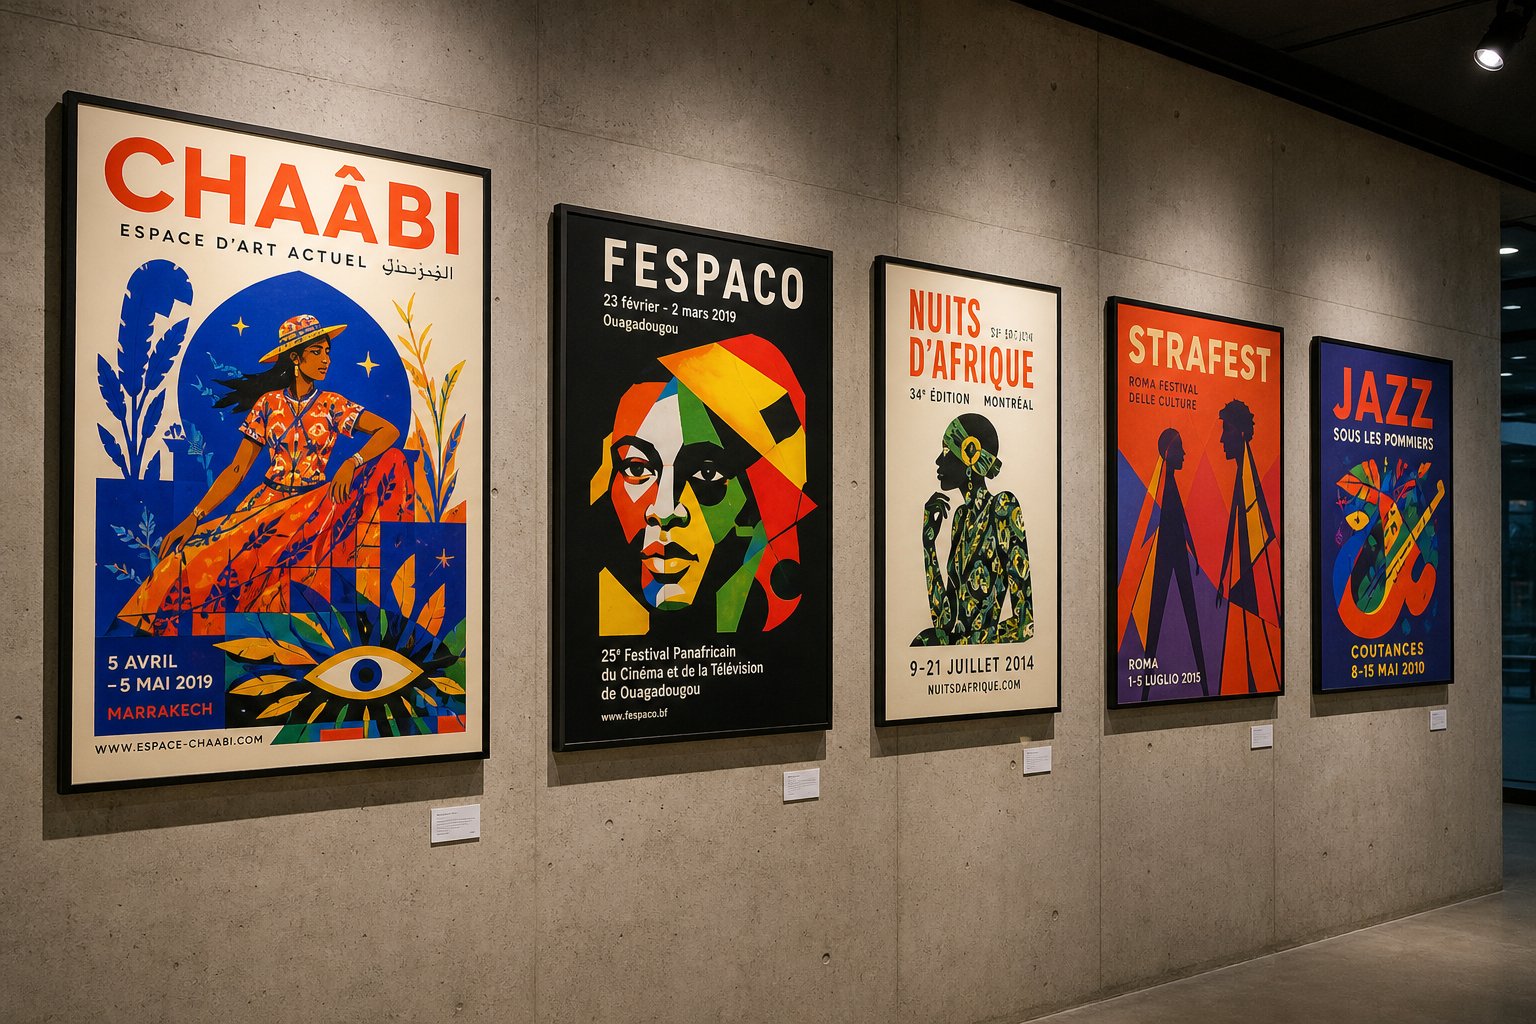 CHAÂBI
ESPACE D'ART ACTUEL
5 AVRIL
– 5 MAI 2019
MARRAKECH
WWW.ESPACE-CHAABI.COM
FESPACO
23 février - 2 mars 2019
Ouagadougou
25e Festival Panafricain
du Cinéma et de la Télévision
de Ouagadougou
www.fespaco.bf
NUITS
D'AFRIQUE
34e ÉDITION MONTRÉAL
9-21 JUILLET 2014
NUITSDAFRIQUE.COM
STRAFEST
ROMA FESTIVAL
DELLE CULTURE
ROMA
1-5 LUGLIO 2015
JAZZ
SOUS LES POMMIERS
COUTANCES
8-15 MAI 2010